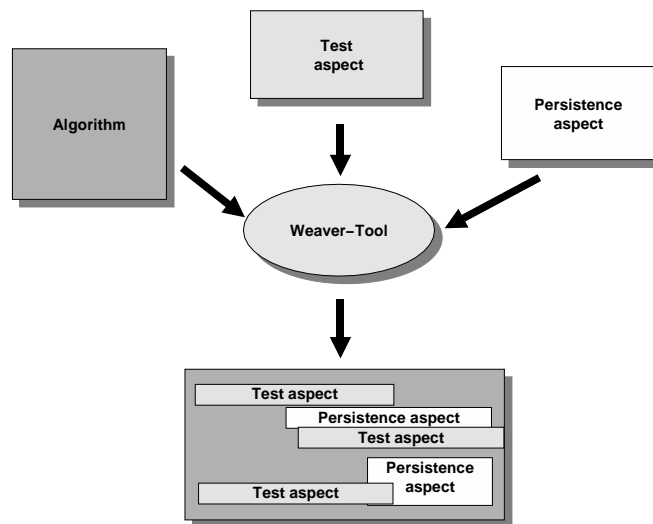 Test
aspect
Algorithm
Persistence
aspect
Weaver−Tool
Test aspect
Persistence aspect
Test aspect
Persistence
aspect
Test aspect